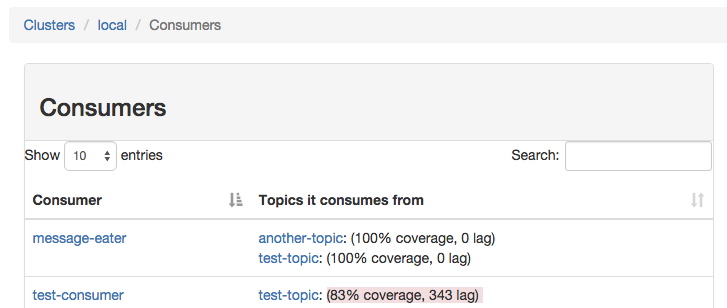 Clusters / local / Consumers
Consumers
Show 10 entries Search:
Consumer Topics it consumes from
message-eater another-topic: (100% coverage, 0 lag)
test-topic: (100% coverage, 0 lag)
test-consumer test-topic: (83% coverage, 343 lag)